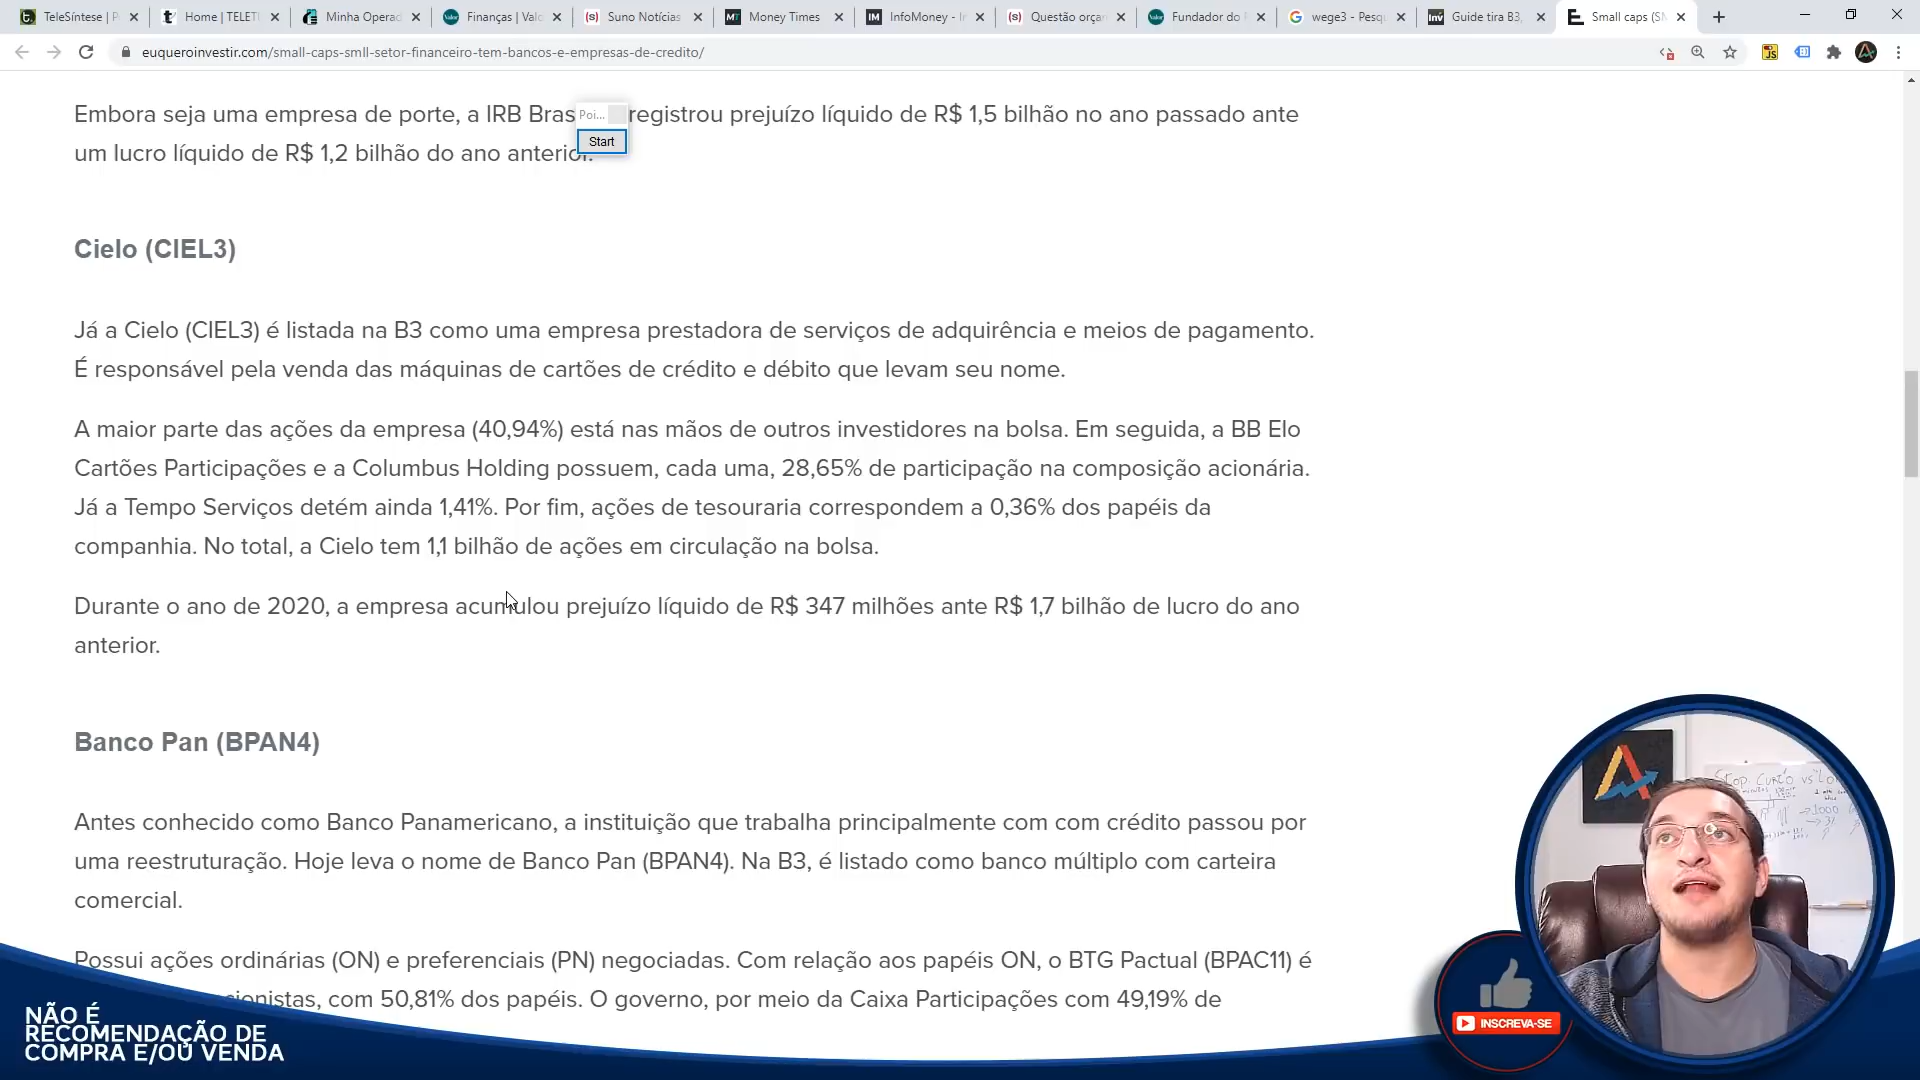 TeleSíntese | P
Home | TELETI
Minha Operad
Finanças | Valo
Suno Notícias
Money Times
InfoMoney - In
Questão orçan
Fundador do
wege3 - Pesqu
Guide tira B3,
Small caps (SM
euqueroinvestir.com/small-caps-smll-setor-financeiro-tem-bancos-e-empresas-de-credito/
Embora seja uma empresa de porte, a IRB Bras registrou prejuízo líquido de R$ 1,5 bilhão no ano passado ante
um lucro líquido de R$ 1,2 bilhão do ano anterior.
Poi...
Start
Cielo (CIEL3)
Já a Cielo (CIEL3) é listada na B3 como uma empresa prestadora de serviços de adquirência e meios de pagamento.
É responsável pela venda das máquinas de cartões de crédito e débito que levam seu nome.
A maior parte das ações da empresa (40,94%) está nas mãos de outros investidores na bolsa. Em seguida, a BB Elo
Cartões Participações e a Columbus Holding possuem, cada uma, 28,65% de participação na composição acionária.
Já a Tempo Serviços detém ainda 1,41%. Por fim, ações de tesouraria correspondem a 0,36% dos papéis da
companhia. No total, a Cielo tem 1,1 bilhão de ações em circulação na bolsa.
Durante o ano de 2020, a empresa acumulou prejuízo líquido de R$ 347 milhões ante R$ 1,7 bilhão de lucro do ano
anterior.
Banco Pan (BPAN4)
Antes conhecido como Banco Panamericano, a instituição que trabalha principalmente com com crédito passou por
uma reestruturação. Hoje leva o nome de Banco Pan (BPAN4). Na B3, é listado como banco múltiplo com carteira
comercial.
Possui ações ordinárias (ON) e preferenciais (PN) negociadas. Com relação aos papéis ON, o BTG Pactual (BPAC11) é
cionistas, com 50,81% dos papéis. O governo, por meio da Caixa Participações com 49,19% de
NÃO É
RECOMENDAÇÃO DE
COMPRA E/OU VENDA
INSCREVA-SE